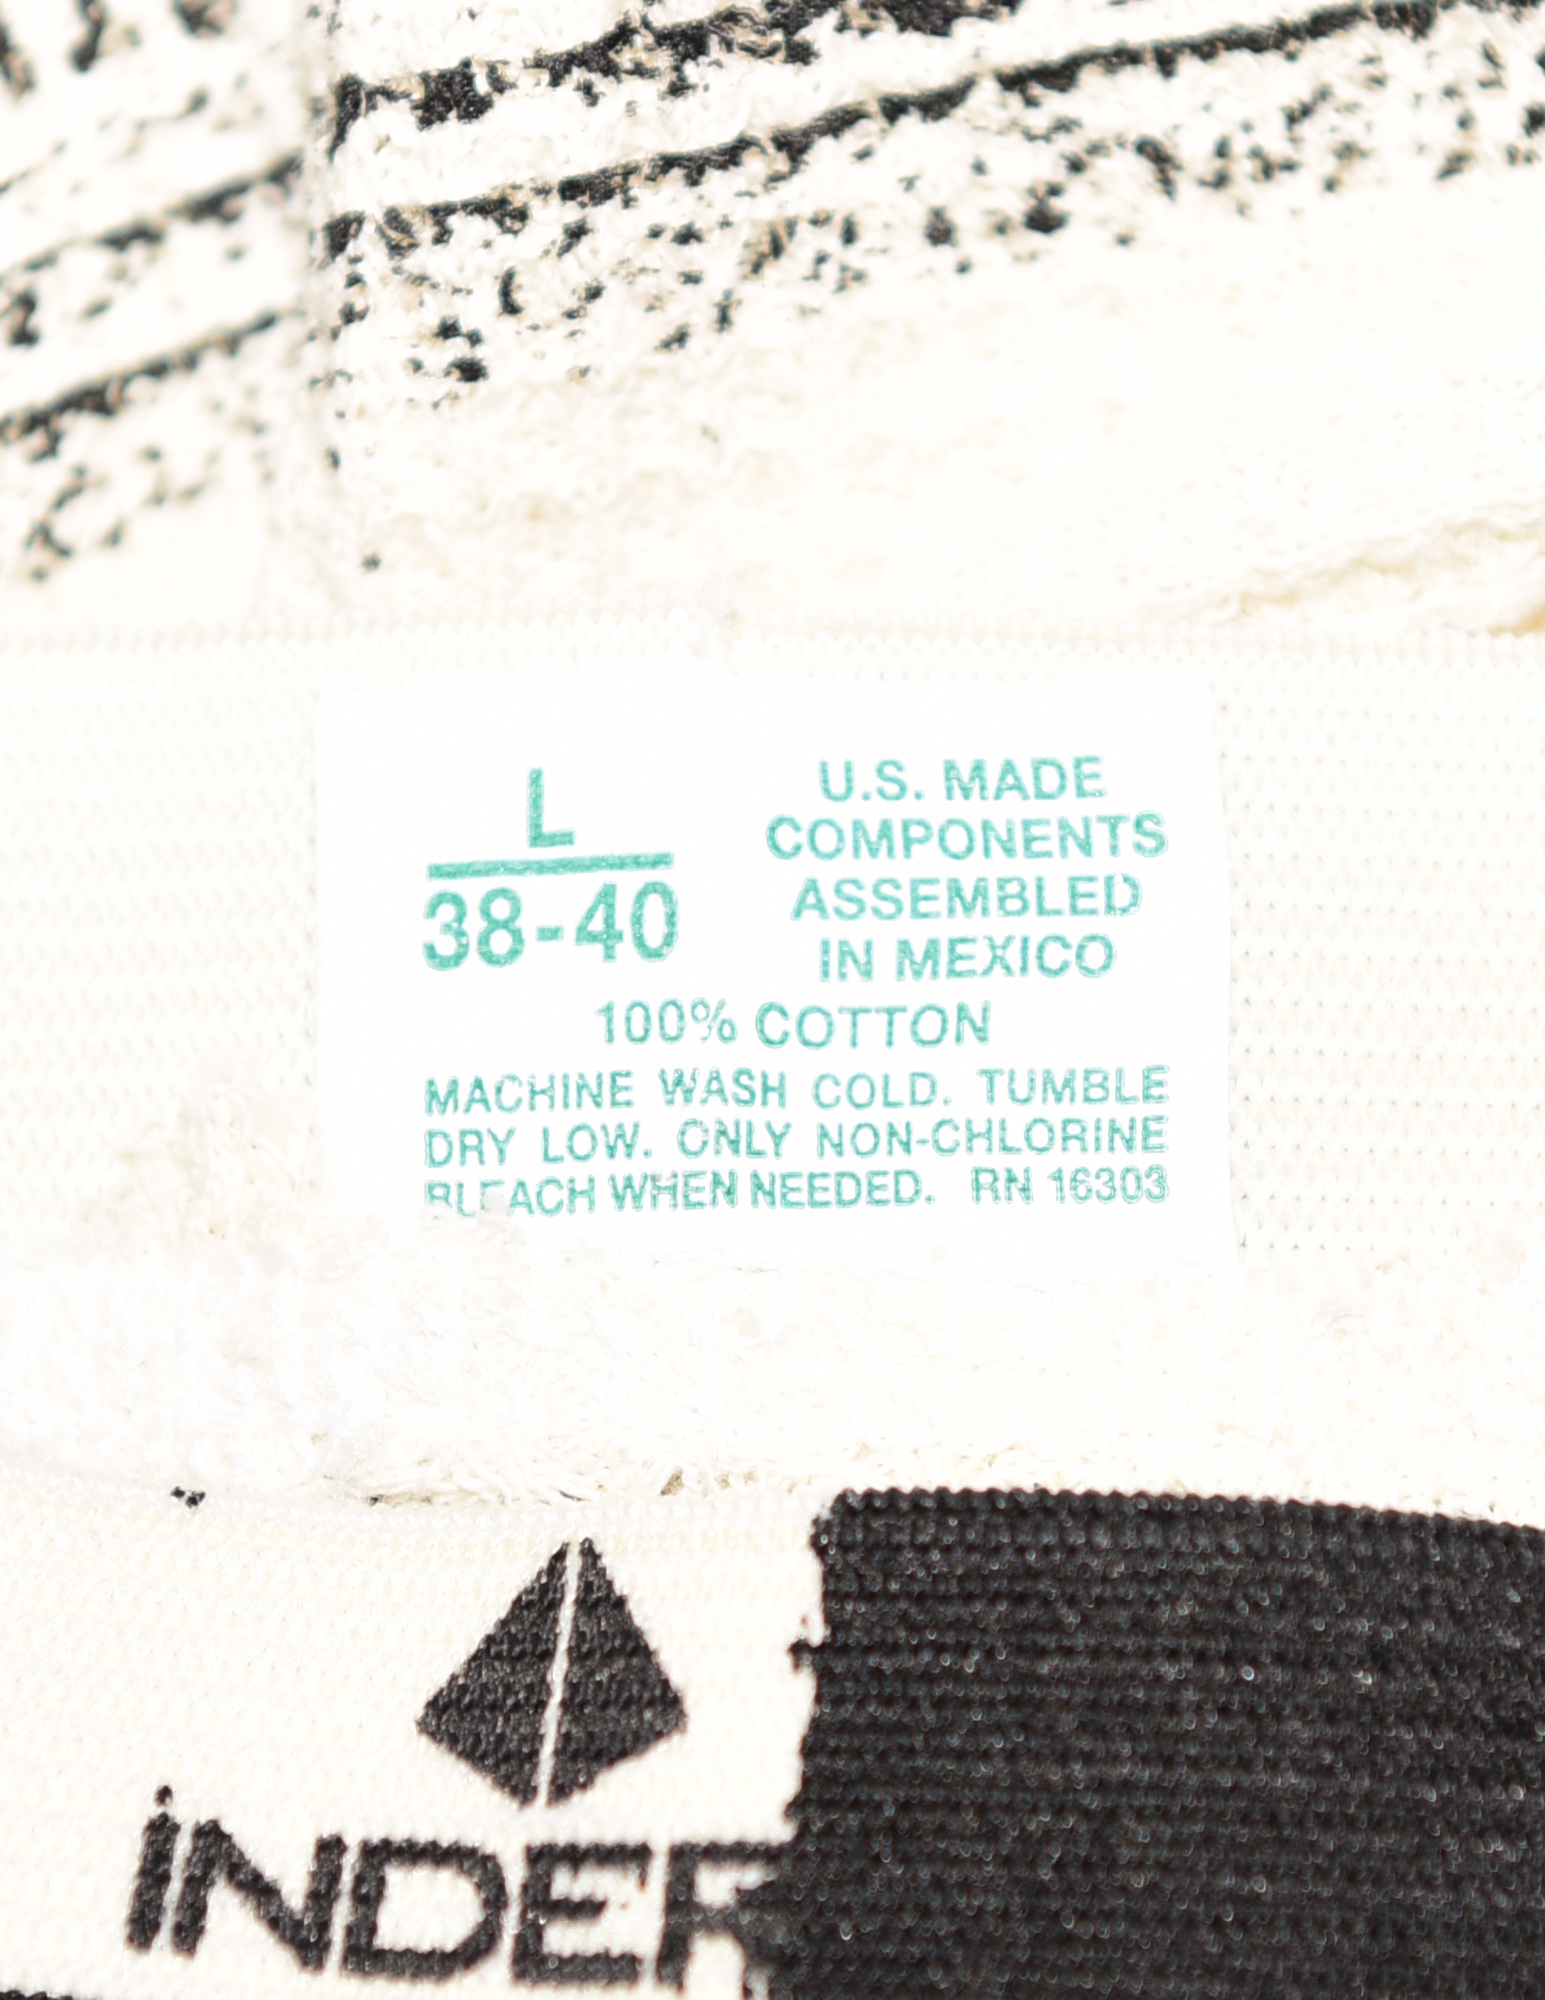 L
38-40
U.S. MADE
COMPONENTS
ASSEMBLED
IN MEXICO
100% COTTON
MACHINE WASH COLD. TUMBLE
DRY LOW. ONLY NON-CHLORINE
BLEACH WHEN NEEDED. RN 16303